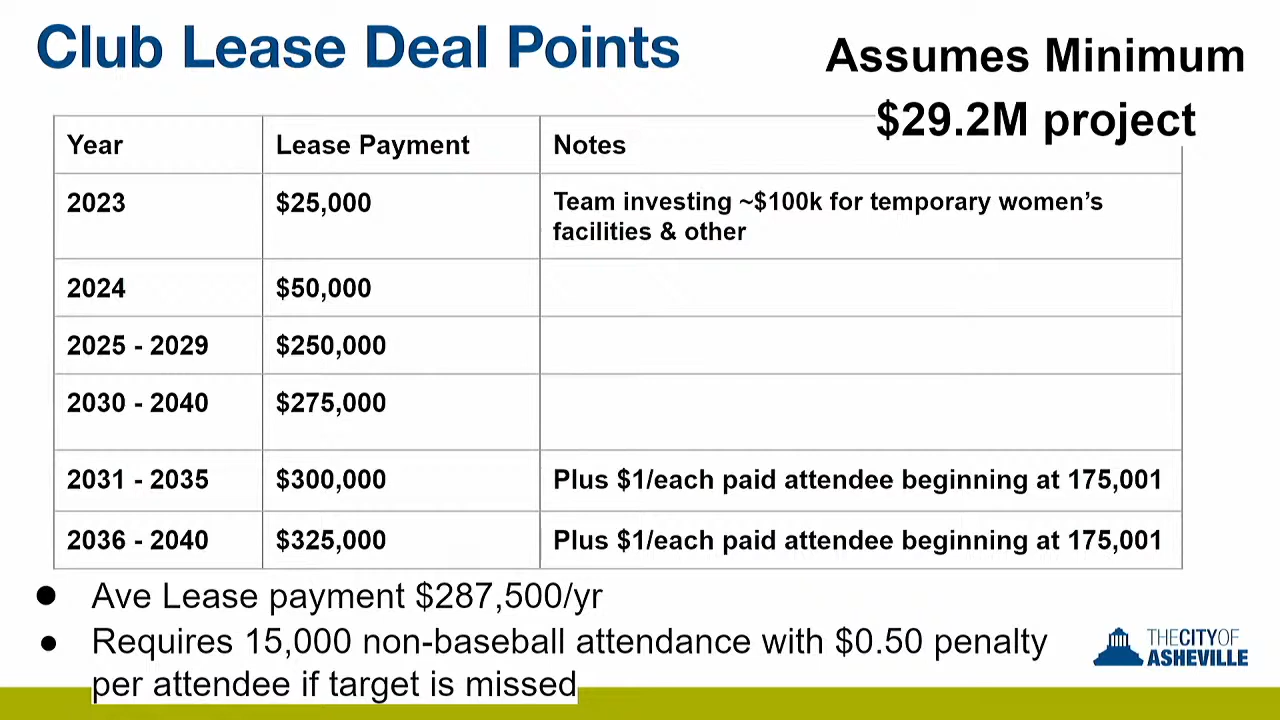 Club Lease Deal Points
Assumes Minimum
$29.2M project
Year Lease Payment Notes
2023 $25,000 Team investing ~$100k for temporary women's
facilities & other
2024 $50,000
2025 - 2029 $250,000
2030 - 2040 $275,000
2031 - 2035 $300,000 Plus $1/each paid attendee beginning at 175,001
2036 - 2040 $325,000 Plus $1/each paid attendee beginning at 175,001
● Ave Lease payment $287,500/yr
● Requires 15,000 non-baseball attendance with $0.50 penalty
per attendee if target is missed
THE CITY OF
ASHEVILLE